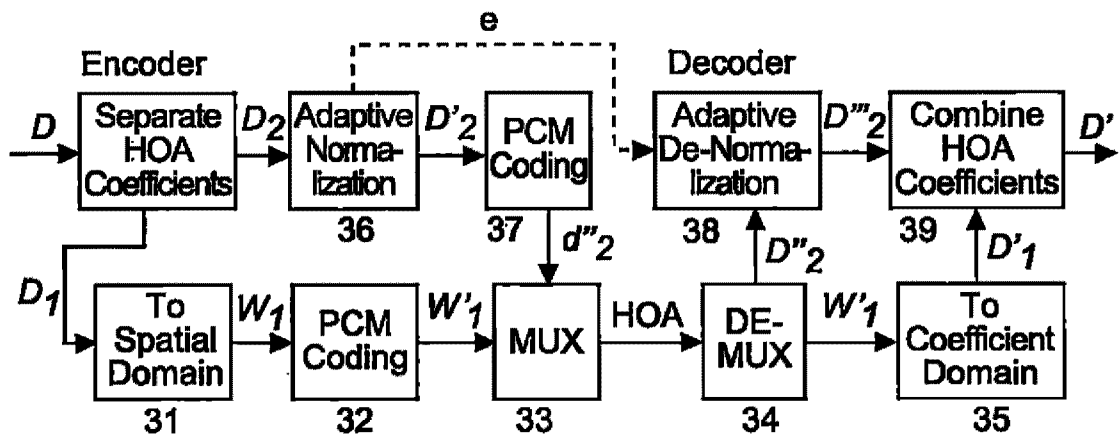 e
Encoder
Decoder
D
Separate
HOA
Coefficients
D2
Adaptive
Norma-
lization
D'2
PCM
Coding
Adaptive
De-Norma-
lization
D'''2
Combine
HOA
Coefficients
D'
36
37
d''2
38
D''2
39
D'1
D1
To
Spatial
Domain
W1
PCM
Coding
W'1
MUX
HOA
DE-
MUX
W'1
To
Coefficient
Domain
31
32
33
34
35